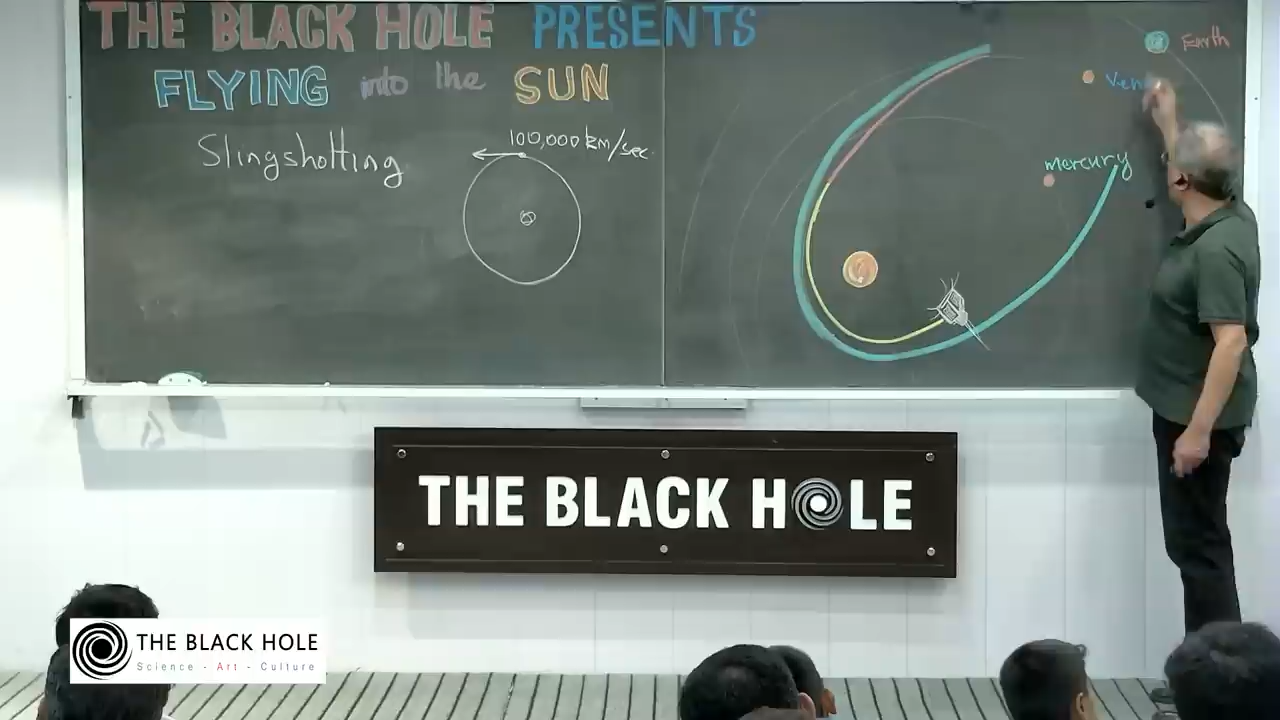 THE BLACK HOLE PRESENTS
FLYING into the SUN
Slingshotting
100,000 km/sec.
Earth
Ven
mercury
THE BLACK HOLE
THE BLACK HOLE
Science - Art - Culture